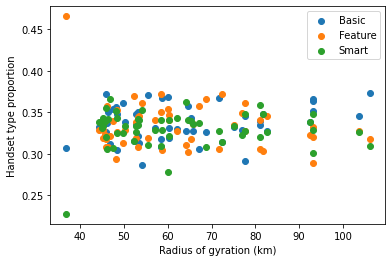 0.45
0.40
0.35
0.30
0.25
Handset type proportion
Basic
Feature
Smart
40 50 60 70 80 90 100
Radius of gyration (km)